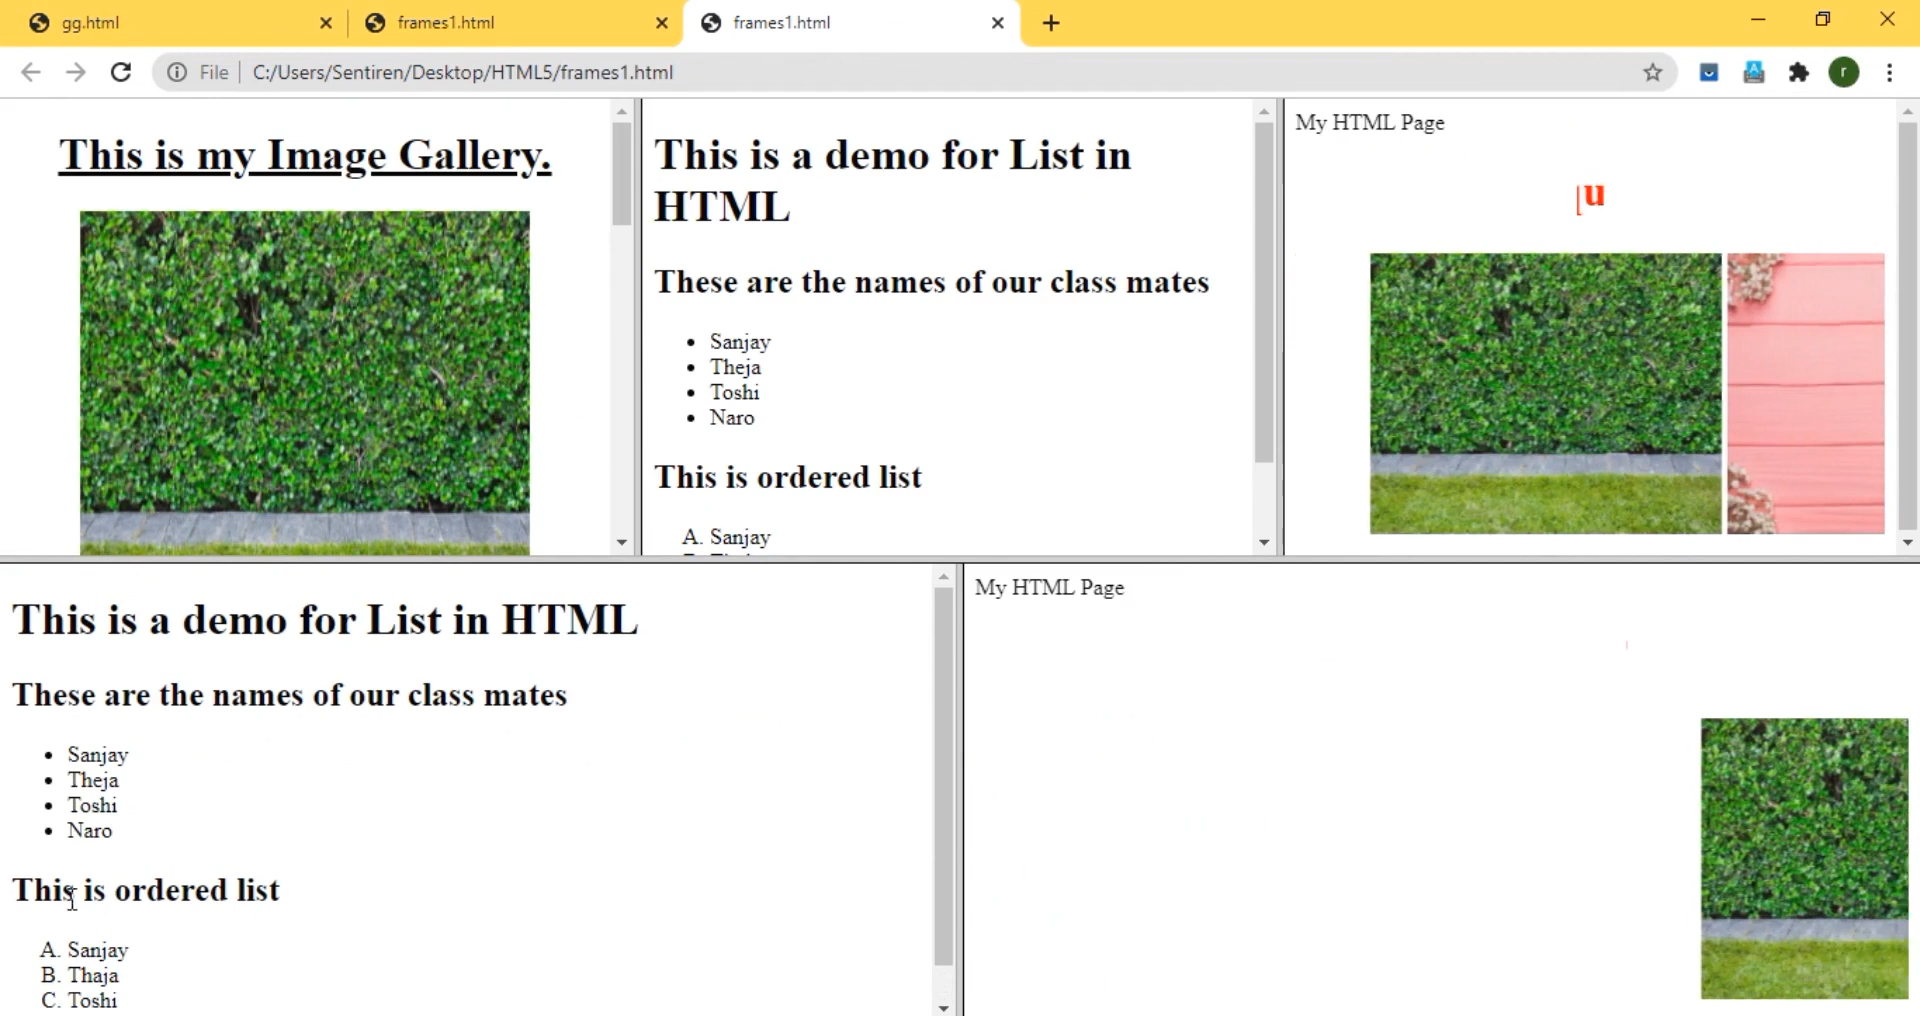 gg.html
frames1.html
frames1.html
File
C:/Users/Sentiren/Desktop/HTML5/frames1.html
r
This is my Image Gallery.
This is a demo for List in
HTML
These are the names of our class mates
• Sanjay
• Theja
• Toshi
• Naro
This is ordered list
A. Sanjay
My HTML Page
u
This is a demo for List in HTML
These are the names of our class mates
• Sanjay
• Theja
• Toshi
• Naro
This is ordered list
A. Sanjay
B. Thaja
C. Toshi
My HTML Page